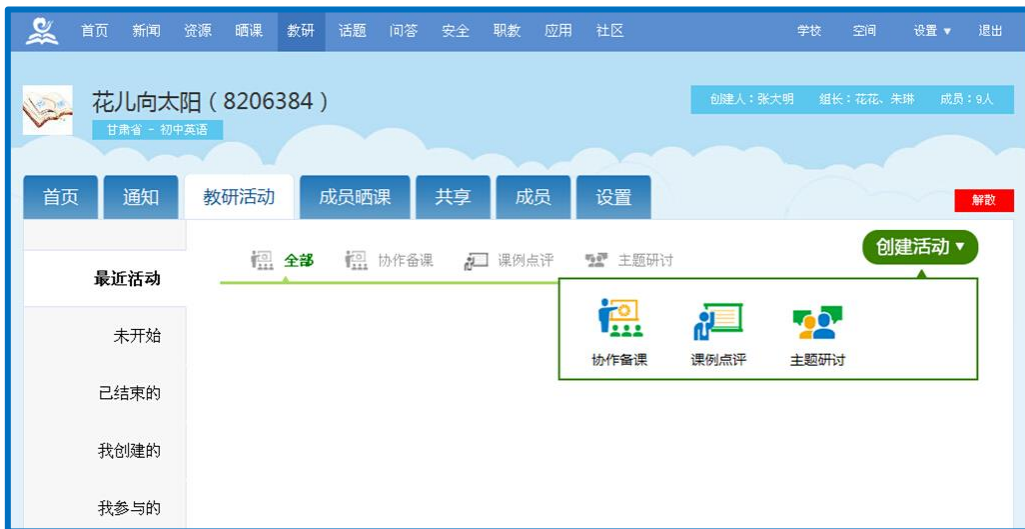 首页 新闻 资源 晒课 教研 话题 问答 安全 职教 应用 社区 学校 空间 设置 ▼ 退出
花儿向太阳（8206384）
创建人：张大明 组长：花花、朱琳 成员：9人
甘肃省 - 初中英语
首页 通知 教研活动 成员晒课 共享 成员 设置
解散
创建活动 ▼
全部 协作备课 课例点评 主题研讨
最近活动
协作备课 课例点评 主题研讨
未开始
已结束的
我创建的
我参与的